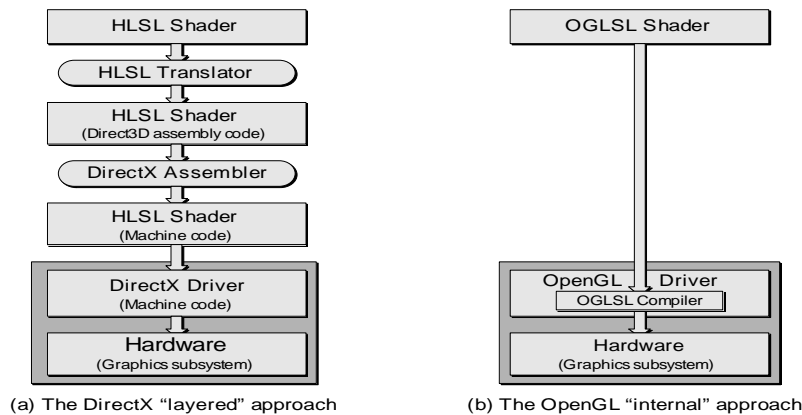 HLSL Shader
HLSL Translator
HLSL Shader
(Direct3D assembly code)
DirectX Assembler
HLSL Shader
(Machine code)
DirectX Driver
(Machine code)
Hardware
(Graphics subsystem)
(a) The DirectX “layered” approach
OGLSL Shader
OpenGL Driver
OGLSL Compiler
Hardware
(Graphics subsystem)
(b) The OpenGL “internal” approach